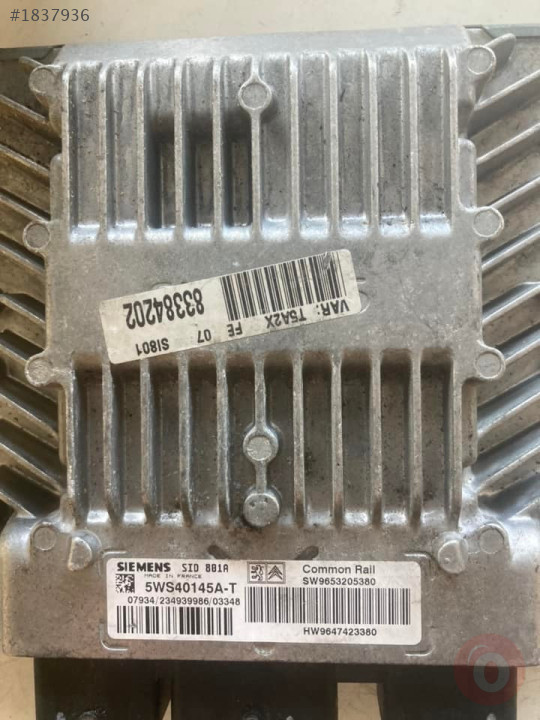 #1837936
VAR: T5A2X FE 07 SI801
83384202
SIEMENS SID 801A
MADE IN FRANCE
5WS40145A-T
07934/234939986/03348
Common Rail
SW9653205380
HW9647423380